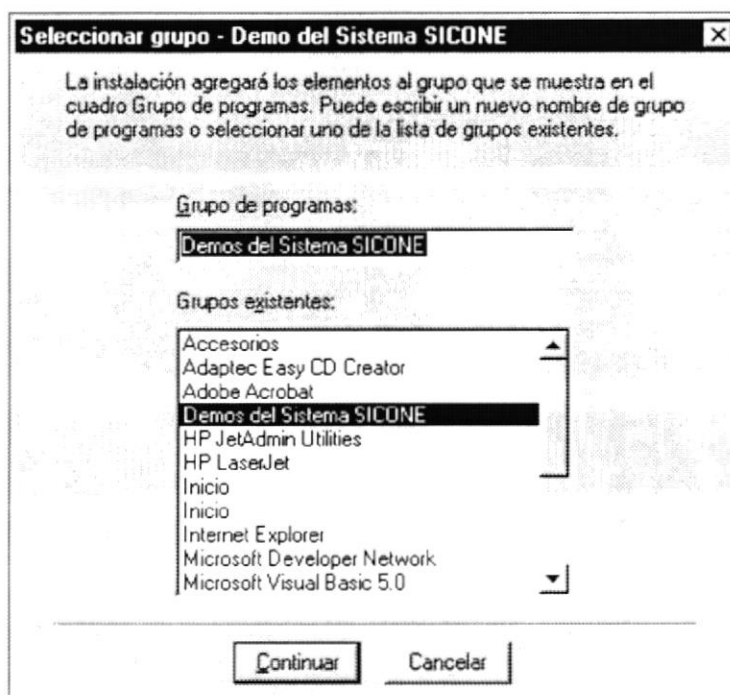 Seleccionar grupo - Demo del Sistema SICONE
La instalación agregará los elementos al grupo que se muestra en el
cuadro Grupo de programas. Puede escribir un nuevo nombre de grupo
de programas o seleccionar uno de la lista de grupos existentes.
Grupo de programas:
Demos del Sistema SICONE
Grupos existentes:
Accesorios
Adaptec Easy CD Creator
Adobe Acrobat
Demos del Sistema SICONE
HP JetAdmin Utilities
HP LaserJet
Inicio
Inicio
Internet Explorer
Microsoft Developer Network
Microsoft Visual Basic 5.0
Continuar Cancelar